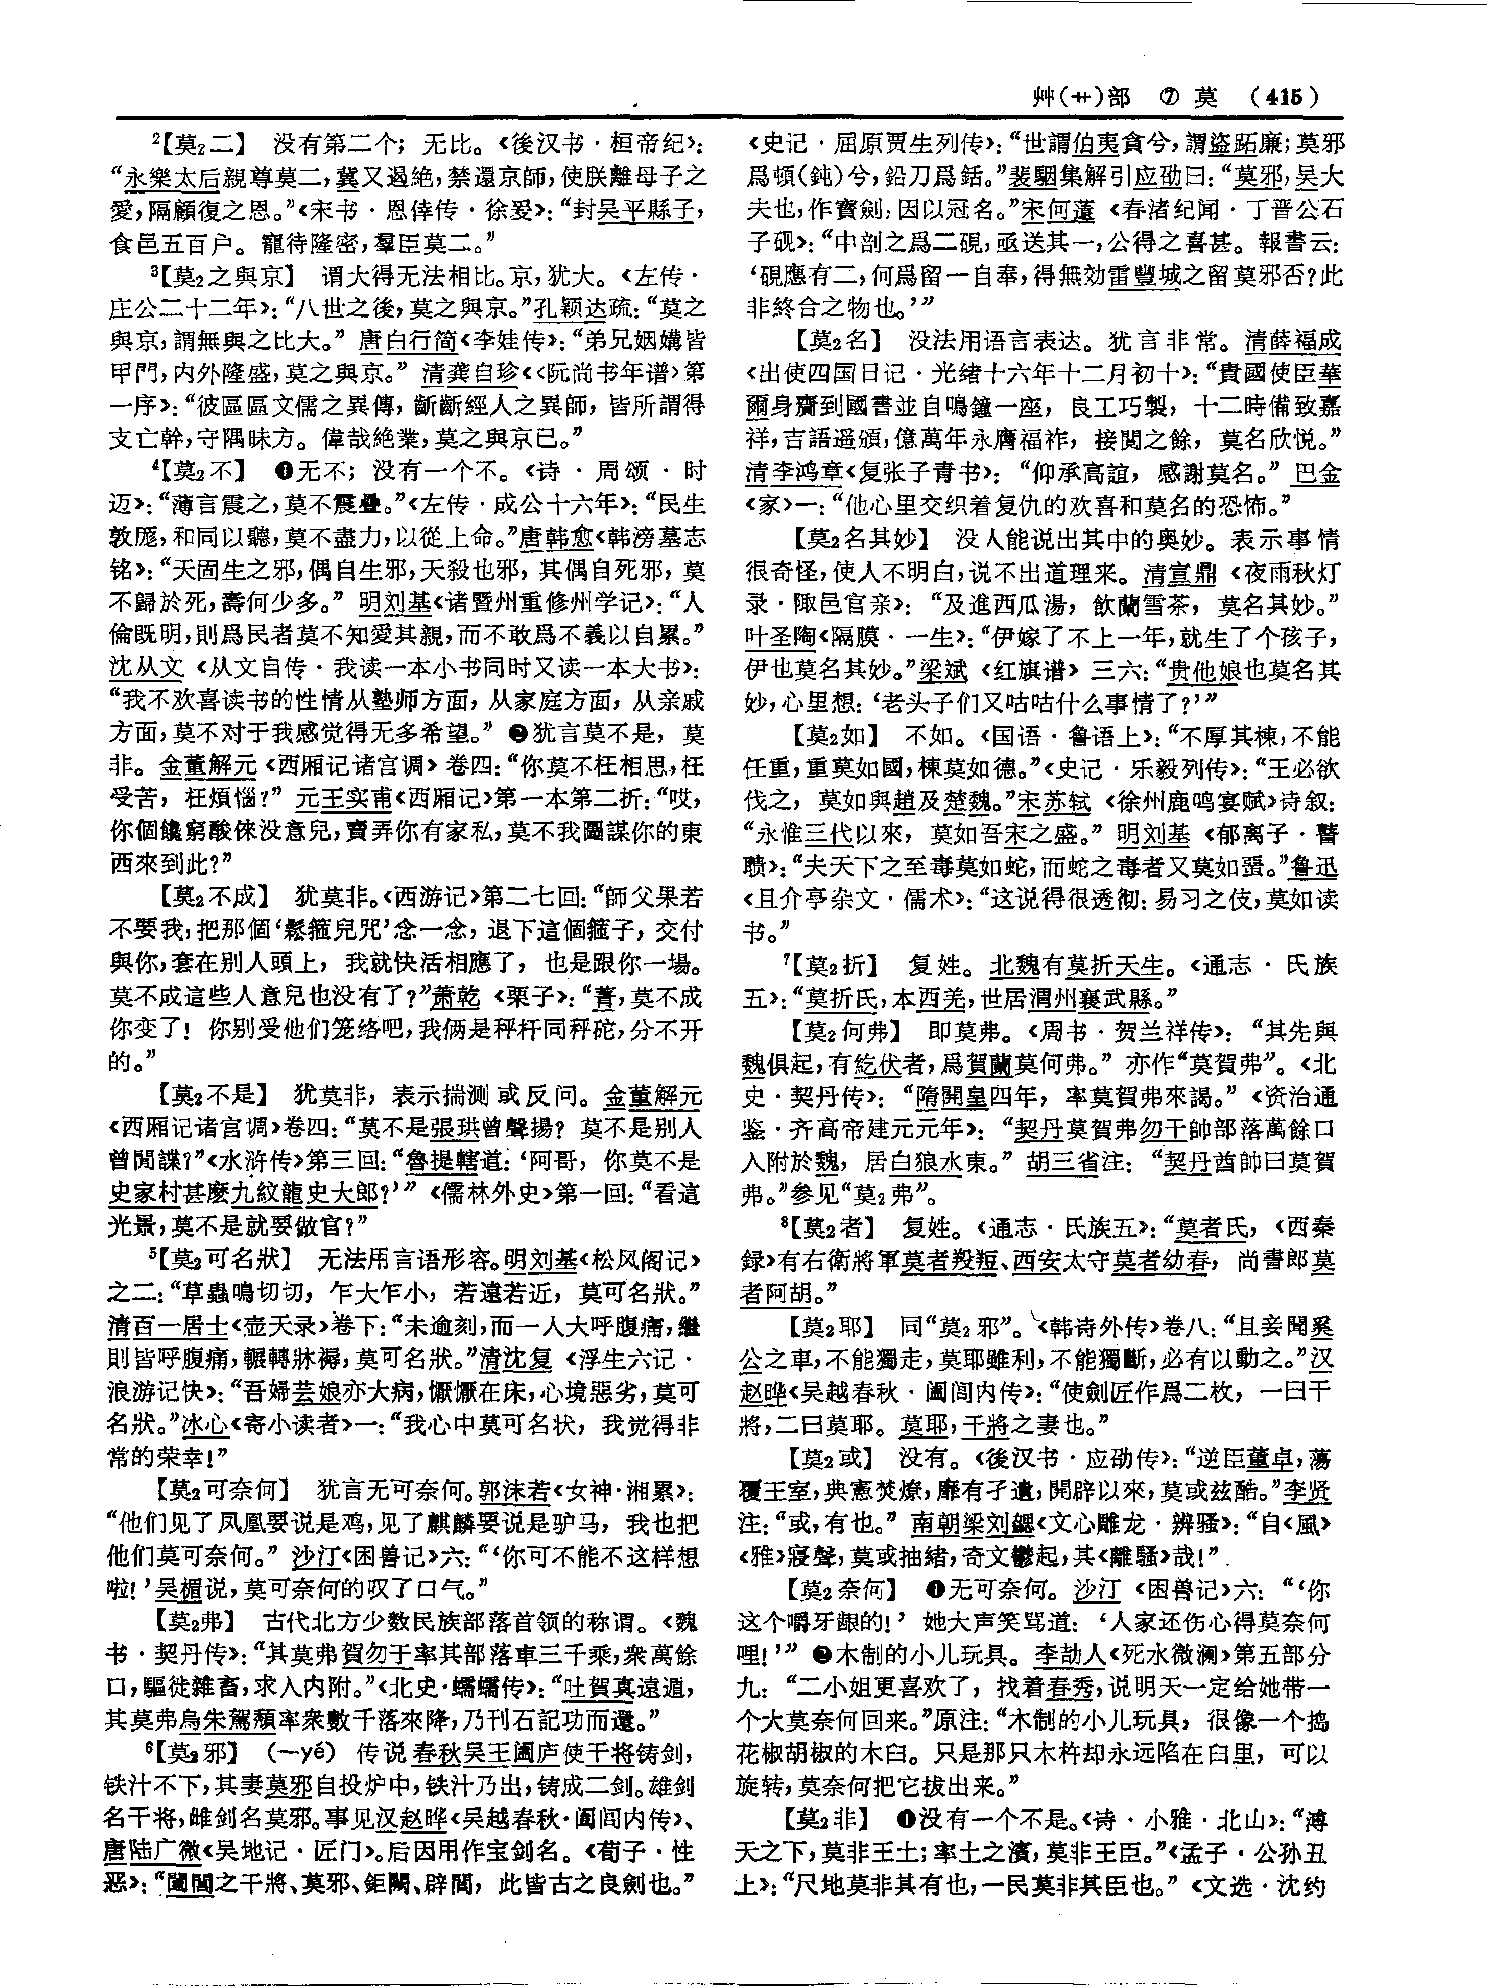 艸(艹)部 ⑦ 莫 (415)
²【莫₂二】 没有第二个；无比。《後汉书·桓帝纪》：
“永樂太后親尊莫二，冀又遏絶，禁還京師，使朕離母子之
愛，隔顧復之恩。”《宋书·恩倖传·徐爰》：“封吴平縣子，
食邑五百户。寵待隆密，羣臣莫二。”
³【莫₂之與京】 谓大得无法相比。京，犹大。《左传·
庄公二十二年》：“八世之後，莫之與京。”孔颖达疏：“莫之
與京，謂無與之比大。” 唐白行简《李娃传》：“弟兄姻媾皆
甲門，内外隆盛，莫之與京。” 清龚自珍《〈阮尚书年谱〉第
一序》：“彼區區文儒之異傳，齗齗經人之異師，皆所謂得
支亡幹，守隅昧方。偉哉絶業，莫之與京已。”
⁴【莫₂不】 ❶无不；没有一个不。《诗·周颂·时
迈》：“薄言震之，莫不震疊。”《左传·成公十六年》：“民生
敦厖，和同以聽，莫不盡力，以從上命。”唐韩愈《韩滂墓志
铭》：“天固生之邪，偶自生邪，天殺也邪，其偶自死邪，莫
不歸於死，壽何少多。” 明刘基《诸暨州重修州学记》：“人
倫既明，則爲民者莫不知愛其親，而不敢爲不義以自累。”
沈从文《从文自传·我读一本小书同时又读一本大书》：
“我不欢喜读书的性情从塾师方面，从家庭方面，从亲戚
方面，莫不对于我感觉得无多希望。” ❷犹言莫不是，莫
非。金董解元《西厢记诸宫调》卷四：“你莫不枉相思，枉
受苦，枉煩惱？” 元王实甫《西厢记》第一本第二折：“哎，
你個饞窮酸俫没意兒，賣弄你有家私，莫不我圖謀你的東
西來到此？”
【莫₂不成】 犹莫非。《西游记》第二七回：“師父果若
不要我，把那個‘鬆箍兒咒’念一念，退下這個箍子，交付
與你，套在别人頭上，我就快活相應了，也是跟你一場。
莫不成這些人意兒也没有了？”萧乾《栗子》：“菁，莫不成
你变了！你别受他们笼络吧，我俩是秤杆同秤砣，分不开
的。”
【莫₂不是】 犹莫非，表示揣测或反问。金董解元
《西厢记诸宫调》卷四：“莫不是張珙曾聲揚？莫不是别人
曾聞諜？”《水浒传》第三回：“魯提轄道：‘阿哥，你莫不是
史家村甚麽九紋龍史大郎？’” 《儒林外史》第一回：“看這
光景，莫不是就要做官？”
⁵【莫₂可名狀】 无法用言语形容。明刘基《松风阁记》
之二：“草蟲鳴切切，乍大乍小，若遠若近，莫可名狀。”
清百一居士《壶天录》卷下：“未逾刻，而一人大呼腹痛，繼
則皆呼腹痛，輾轉牀褥，莫可名狀。”清沈复《浮生六记·
浪游记快》：“吾婦芸娘亦大病，懨懨在床，心境惡劣，莫可
名狀。”冰心《寄小读者》一：“我心中莫可名状，我觉得非
常的荣幸！”
【莫₂可奈何】 犹言无可奈何。郭沫若《女神·湘累》：
“他们见了凤凰要说是鸡，见了麒麟要说是驴马，我也把
他们莫可奈何。” 沙汀《困兽记》六：“‘你可不能不这样想
啦！’吴楣说，莫可奈何的叹了口气。”
【莫₂弗】 古代北方少数民族部落首领的称谓。《魏
书·契丹传》：“其莫弗賀勿于率其部落車三千乘，衆萬餘
口，驅徙雜畜，求入内附。”《北史·蠕蠕传》：“吐賀真遠遁，
其莫弗烏朱駕頽率衆數千落來降，乃刊石記功而還。”
⁶【莫₂邪】 （—yé） 传说春秋吴王阖庐使干将铸剑，
铁汁不下，其妻莫邪自投炉中，铁汁乃出，铸成二剑。雄剑
名干将，雌剑名莫邪。事见汉赵晔《吴越春秋·阖闾内传》、
唐陆广微《吴地记·匠门》。后因用作宝剑名。《荀子·性
恶》：“闔閭之干將、莫邪、鉅闕、辟閭，此皆古之良劍也。”
《史记·屈原贾生列传》：“世謂伯夷貪兮，謂盜跖廉；莫邪
爲頓(鈍)兮，鉛刀爲銛。”裴駰集解引应劭曰：“莫邪，吴大
夫也，作寳劍，因以冠名。”宋何薳《春渚纪闻·丁晋公石
子砚》：“中剖之爲二硯，亟送其一，公得之喜甚。報書云：
‘硯應有二，何爲留一自奉，得無効雷豐城之留莫邪否？此
非終合之物也。’”
【莫₂名】 没法用语言表达。犹言非常。清薛福成
《出使四国日记·光绪十六年十二月初十》：“貴國使臣華
爾身齎到國書並自鳴鐘一座，良工巧製，十二時備致嘉
祥，吉語遥頒，億萬年永膺福祚，接閲之餘，莫名欣悦。”
清李鸿章《复张子青书》：“仰承高誼，感謝莫名。” 巴金
《家》一：“他心里交织着复仇的欢喜和莫名的恐怖。”
【莫₂名其妙】 没人能说出其中的奥妙。表示事情
很奇怪，使人不明白，说不出道理来。清宣鼎《夜雨秋灯
录·陬邑官亲》：“及進西瓜湯，飲蘭雪茶，莫名其妙。”
叶圣陶《隔膜·一生》：“伊嫁了不上一年，就生了个孩子，
伊也莫名其妙。”梁斌《红旗谱》三六：“贵他娘也莫名其
妙，心里想：‘老头子们又咕咕什么事情了？’”
【莫₂如】 不如。《国语·鲁语上》：“不厚其棟，不能
任重，重莫如國，棟莫如德。”《史记·乐毅列传》：“王必欲
伐之，莫如與趙及楚魏。”宋苏轼《徐州鹿鸣宴赋》诗叙：
“永惟三代以來，莫如吾宋之盛。” 明刘基《郁离子·瞽
聩》：“夫天下之至毒莫如蛇，而蛇之毒者又莫如蝁。”鲁迅
《且介亭杂文·儒术》：“这说得很透彻：易习之伎，莫如读
书。”
⁷【莫₂折】 复姓。北魏有莫折天生。《通志·氏族
五》：“莫折氏，本西羌，世居渭州襄武縣。”
【莫₂何弗】 即莫弗。《周书·贺兰祥传》：“其先與
魏俱起，有紇伏者，爲賀蘭莫何弗。” 亦作“莫賀弗”。《北
史·契丹传》：“隋開皇四年，率莫賀弗來謁。” 《资治通
鉴·齐高帝建元元年》：“契丹莫賀弗勿干帥部落萬餘口
入附於魏，居白狼水東。” 胡三省注：“契丹酋帥曰莫賀
弗。”参见“莫₂弗”。
⁸【莫₂者】 复姓。《通志·氏族五》：“莫者氏，《西秦
録》有右衛將軍莫者羖羝、西安太守莫者幼春，尚書郎莫
者阿胡。”
【莫₂耶】 同“莫₂邪”。《韩诗外传》卷八：“且妾聞奚
公之車，不能獨走，莫耶雖利，不能獨斷，必有以動之。”汉
赵晔《吴越春秋·阖闾内传》：“使劍匠作爲二枚，一曰干
將，二曰莫耶。莫耶，干將之妻也。”
【莫₂或】 没有。《後汉书·应劭传》：“逆臣董卓，蕩
覆王室，典憲焚燎，靡有孑遺，開辟以來，莫或兹酷。”李贤
注：“或，有也。” 南朝梁刘勰《文心雕龙·辨骚》：“自《風》
《雅》寢聲，莫或抽緒，奇文鬱起，其《離騷》哉！”
【莫₂奈何】 ❶无可奈何。沙汀《困兽记》六：“‘你
这个嚼牙龈的！’她大声笑骂道：‘人家还伤心得莫奈何
哩！’” ❷木制的小儿玩具。李劼人《死水微澜》第五部分
九：“二小姐更喜欢了，找着春秀，说明天一定给她带一
个大莫奈何回来。”原注：“木制的小儿玩具，很像一个捣
花椒胡椒的木臼。只是那只木杵却永远陷在臼里，可以
旋转，莫奈何把它拔出来。”
【莫₂非】 ❶没有一个不是。《诗·小雅·北山》：“溥
天之下，莫非王土；率土之濱，莫非王臣。”《孟子·公孙丑
上》：“尺地莫非其有也，一民莫非其臣也。”《文选·沈约